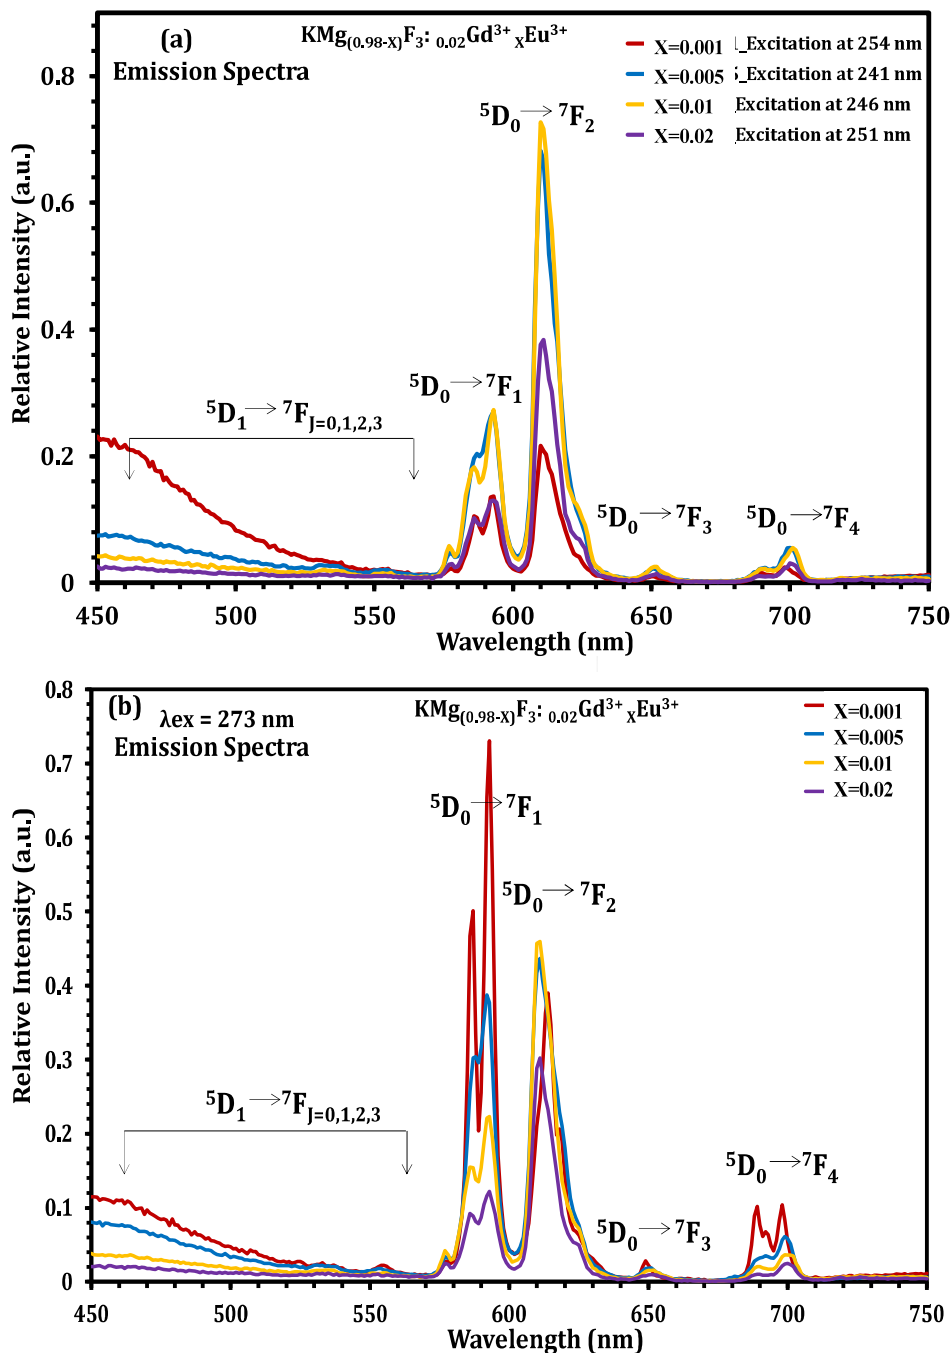 (a)
KMg(0.98-X)F3: 0.02Gd3+ XEu3+
Emission Spectra
X=0.001 Excitation at 254 nm
X=0.005 Excitation at 241 nm
X=0.01 Excitation at 246 nm
X=0.02 Excitation at 251 nm
5D0 → 7F2
5D0 → 7F1
5D1 → 7FJ=0,1,2,3
5D0 → 7F3
5D0 → 7F4
Relative Intensity (a.u.)
0.8
0.6
0.4
0.2
0
450 500 550 600 650 700 750
Wavelength (nm)
(b)
λex = 273 nm
KMg(0.98-X)F3: 0.02Gd3+ XEu3+
Emission Spectra
X=0.001
X=0.005
X=0.01
X=0.02
5D0 → 7F1
5D0 → 7F2
5D1 → 7FJ=0,1,2,3
5D0 → 7F3
5D0 → 7F4
Relative Intensity (a.u.)
0.8
0.7
0.6
0.5
0.4
0.3
0.2
0.1
0
450 500 550 600 650 700 750
Wavelength (nm)